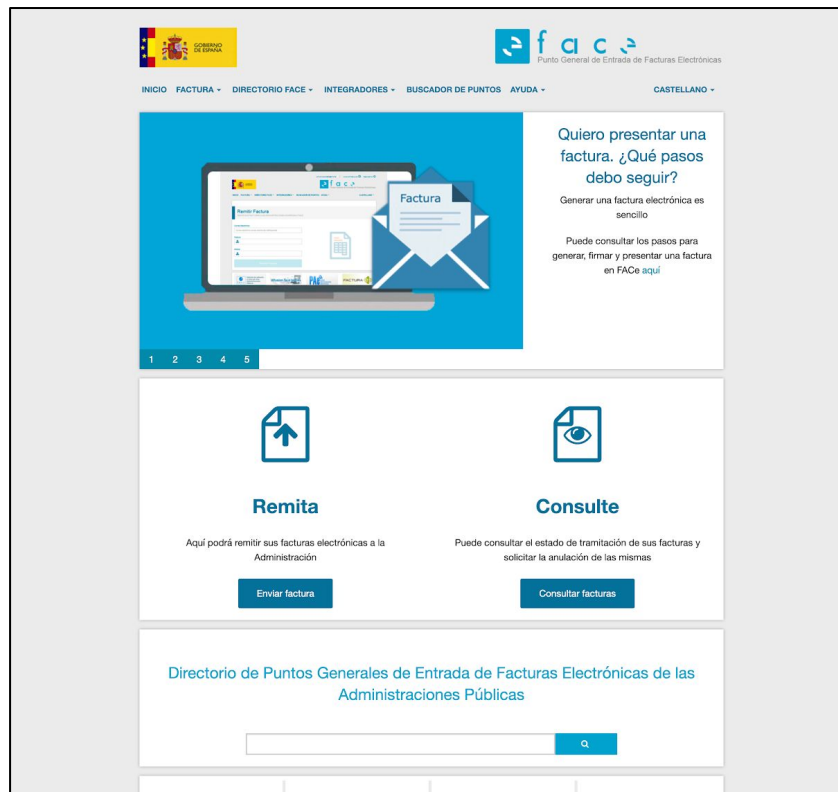 GOBIERNO
DE ESPAÑA
face
Punto General de Entrada de Facturas Electrónicas
INICIO FACTURA DIRECTORIO FACE INTEGRADORES BUSCADOR DE PUNTOS AYUDA CASTELLANO
Remitir Factura
Factura
Quiero presentar una
factura. ¿Qué pasos
debo seguir?
Generar una factura electrónica es
sencillo
Puede consultar los pasos para
generar, firmar y presentar una factura
en FACe aquí
1 2 3 4 5
Remita
Aquí podrá remitir sus facturas electrónicas a la
Administración
Enviar factura
Consulte
Puede consultar el estado de tramitación de sus facturas y
solicitar la anulación de las mismas
Consultar facturas
Directorio de Puntos Generales de Entrada de Facturas Electrónicas de las
Administraciones Públicas